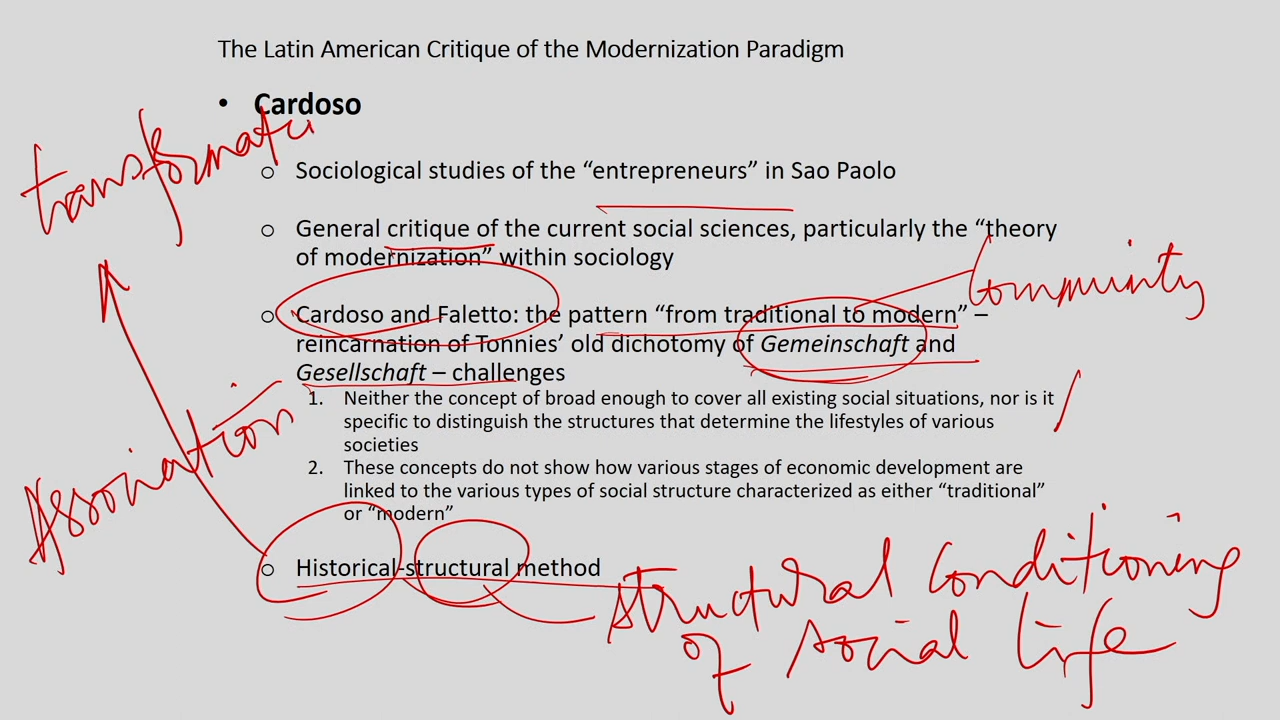 The Latin American Critique of the Modernization Paradigm
• Cardoso
transformati
o Sociological studies of the “entrepreneurs” in Sao Paolo
o General critique of the current social sciences, particularly the “theory
of modernization” within sociology
Community
o Cardoso and Faletto: the pattern “from traditional to modern” –
reincarnation of Tonnies’ old dichotomy of Gemeinschaft and
Gesellschaft – challenges
1. Neither the concept of broad enough to cover all existing social situations, nor is it
specific to distinguish the structures that determine the lifestyles of various
societies
Association
2. These concepts do not show how various stages of economic development are
linked to the various types of social structure characterized as either “traditional”
or “modern”
o Historical-structural method
structural conditioning
of social life